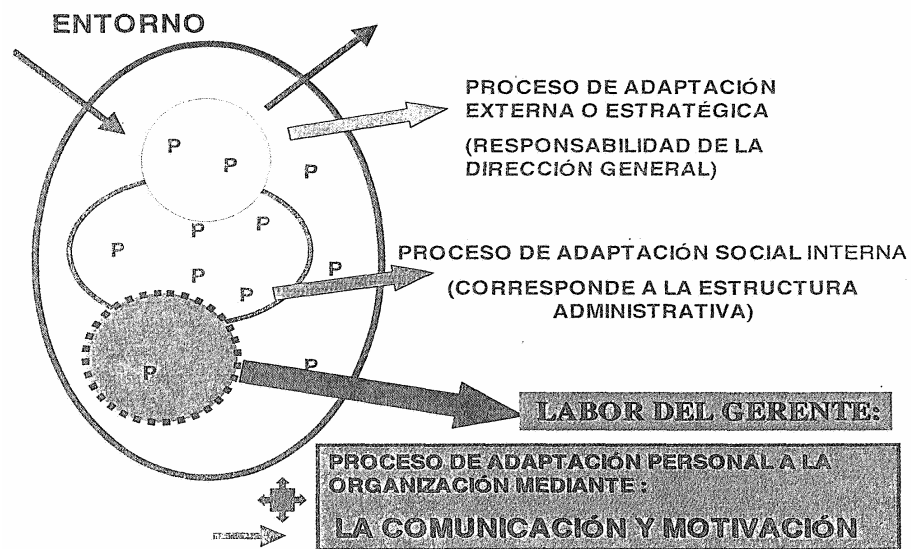 ENTORNO
PROCESO DE ADAPTACIÓN
EXTERNA O ESTRATÉGICA
(RESPONSABILIDAD DE LA
DIRECCIÓN GENERAL)
P
P
P
P
P
P
P
P
P
P
PROCESO DE ADAPTACIÓN SOCIAL INTERNA
(CORRESPONDE A LA ESTRUCTURA
ADMINISTRATIVA)
P
P
LABOR DEL GERENTE:
PROCESO DE ADAPTACIÓN PERSONAL A LA
ORGANIZACIÓN MEDIANTE :
LA COMUNICACIÓN Y MOTIVACIÓN